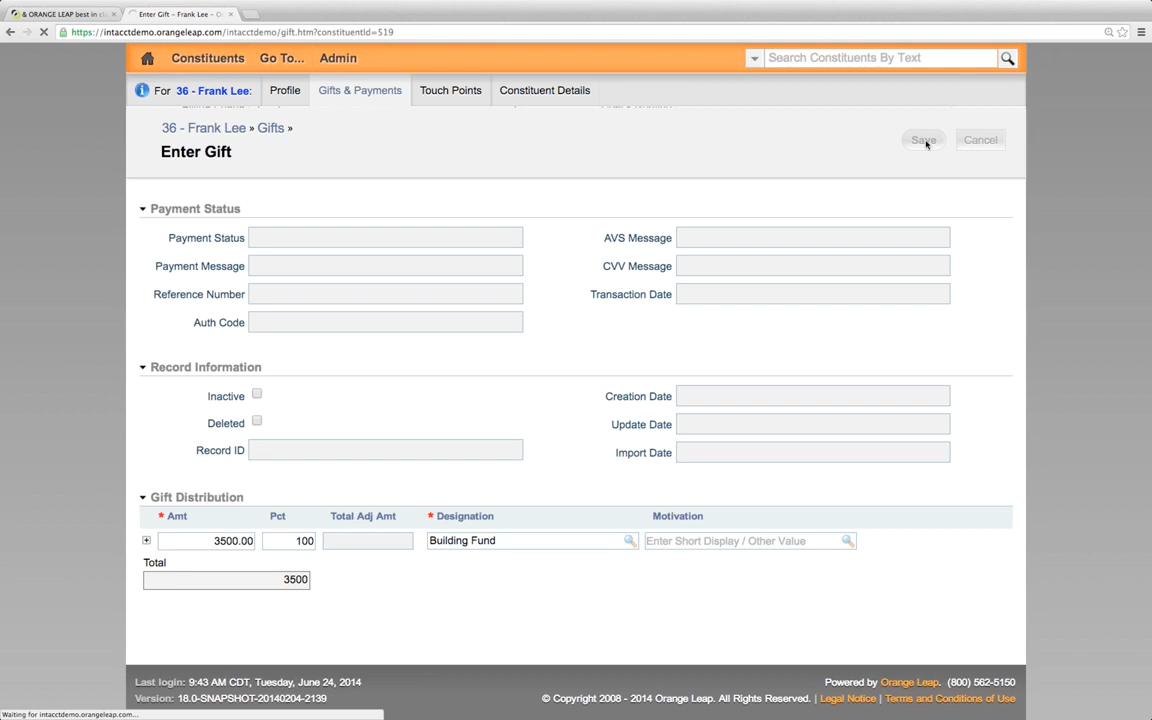 & ORANGE LEAP best in cl
Enter Gift – Frank Lee – O
https://intacctdemo.orangeleap.com/intacctdemo/gift.htm?constituentId=519
Constituents Go To... Admin Search Constituents By Text
i For 36 - Frank Lee: Profile Gifts & Payments Touch Points Constituent Details
36 - Frank Lee » Gifts »
Enter Gift
Save Cancel
Payment Status
Payment Status AVS Message
Payment Message CVV Message
Reference Number Transaction Date
Auth Code
Record Information
Inactive Creation Date
Deleted Update Date
Record ID Import Date
Gift Distribution
* Amt Pct Total Adj Amt * Designation Motivation
3500.00 100 Building Fund Enter Short Display / Other Value
Total
3500
Last login: 9:43 AM CDT, Tuesday, June 24, 2014 Powered by Orange Leap. (800) 562-5150
Version: 18.0-SNAPSHOT-20140204-2139 © Copyright 2008 - 2014 Orange Leap. All Rights Reserved. | Legal Notice | Terms and Conditions of Use
Waiting for intacctdemo.orangeleap.com...